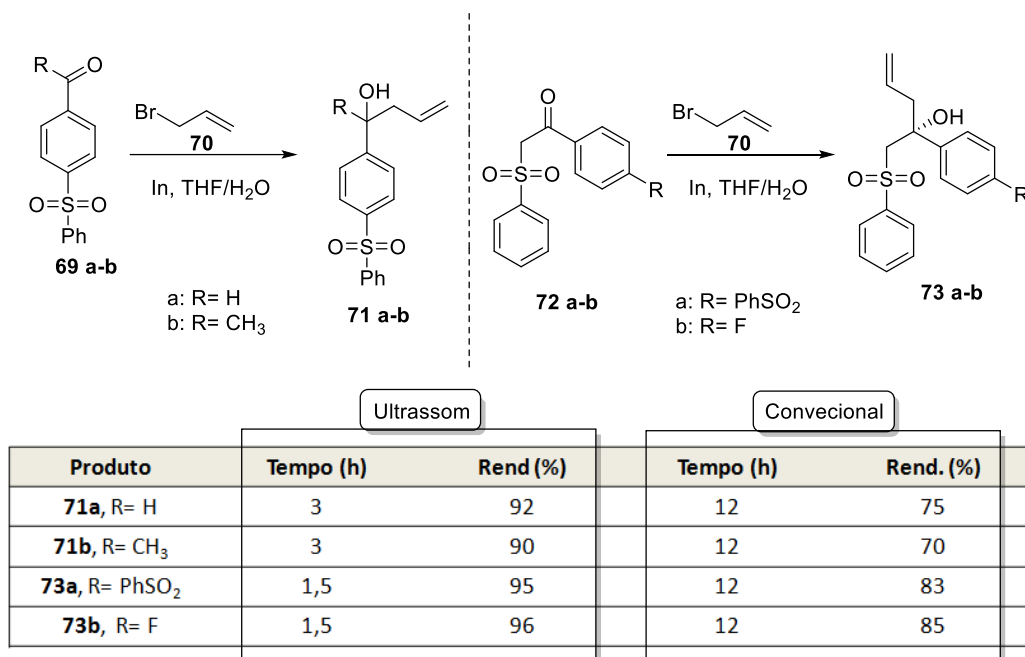 R
O
Br
70
In, THF/H₂O
O=S=O
Ph
69 a-b
a: R= H
b: R= CH₃
R
OH
O=S=O
Ph
71 a-b
O
O=S=O
R
72 a-b
Br
70
In, THF/H₂O
a: R= PhSO₂
b: R= F
OH
O=S=O
R
73 a-b
Ultrassom
Convecional
Produto Tempo (h) Rend (%) Tempo (h) Rend. (%)
71a, R= H 3 92 12 75
71b, R= CH₃ 3 90 12 70
73a, R= PhSO₂ 1,5 95 12 83
73b, R= F 1,5 96 12 85